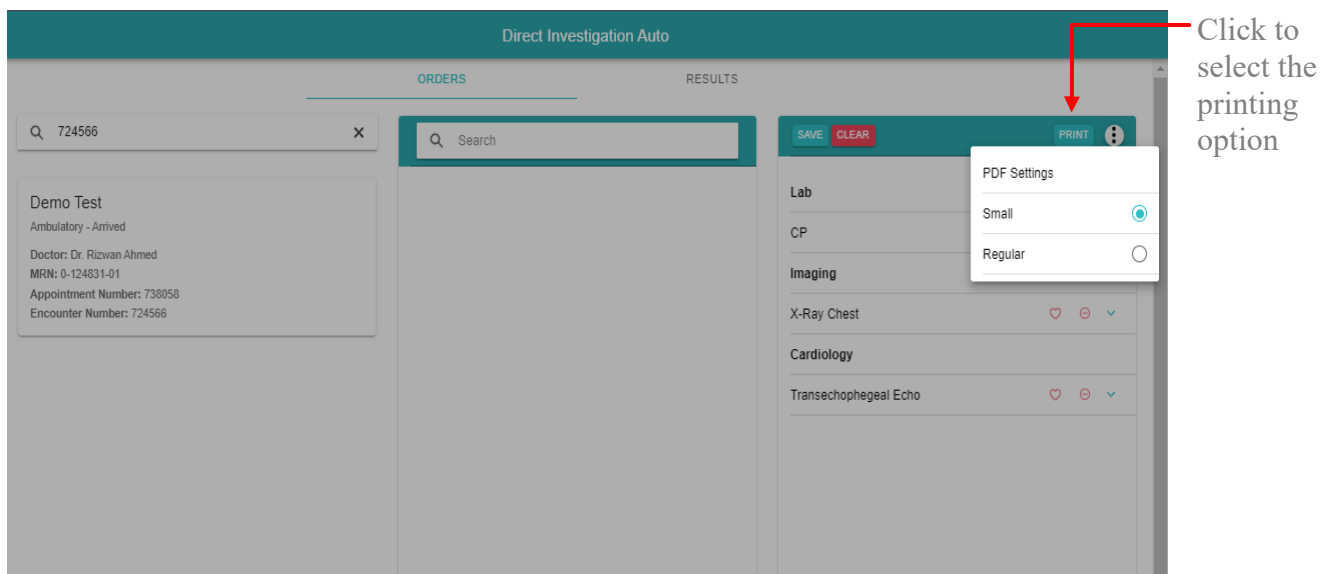 Direct Investigation Auto
ORDERS
RESULTS
724566
Demo Test
Ambulatory - Arrived
Doctor: Dr. Rizwan Ahmed
MRN: 0-124831-01
Appointment Number: 738058
Encounter Number: 724566
Search
SAVE
CLEAR
PRINT
PDF Settings
Small
Regular
Lab
CP
Imaging
X-Ray Chest
Cardiology
Transechophegeal Echo
Click to
select the
printing
option